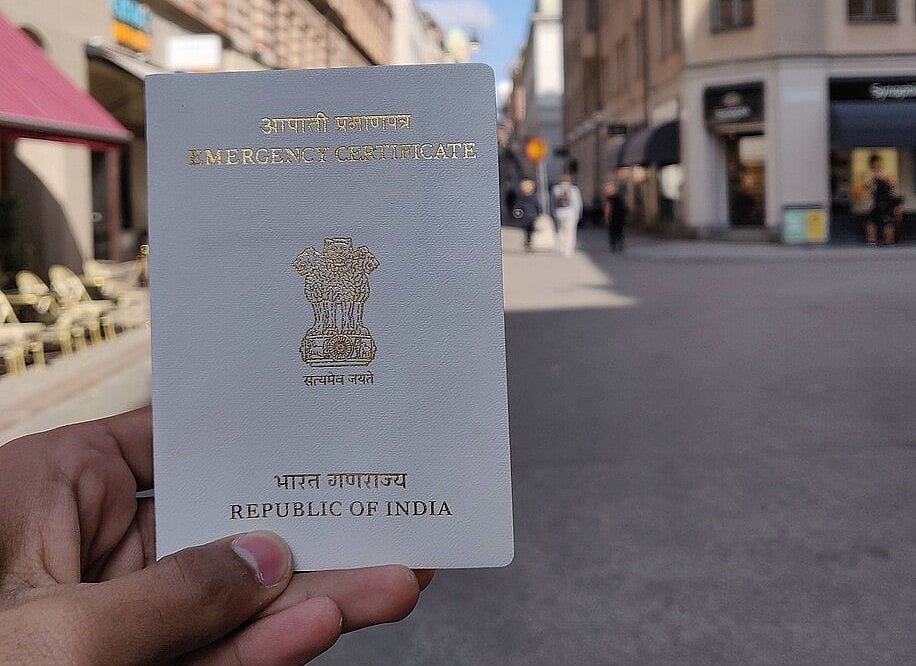 आपाती प्रमाणपत्र
EMERGENCY CERTIFICATE
सत्यमेव जयते
भारत गणराज्य
REPUBLIC OF INDIA